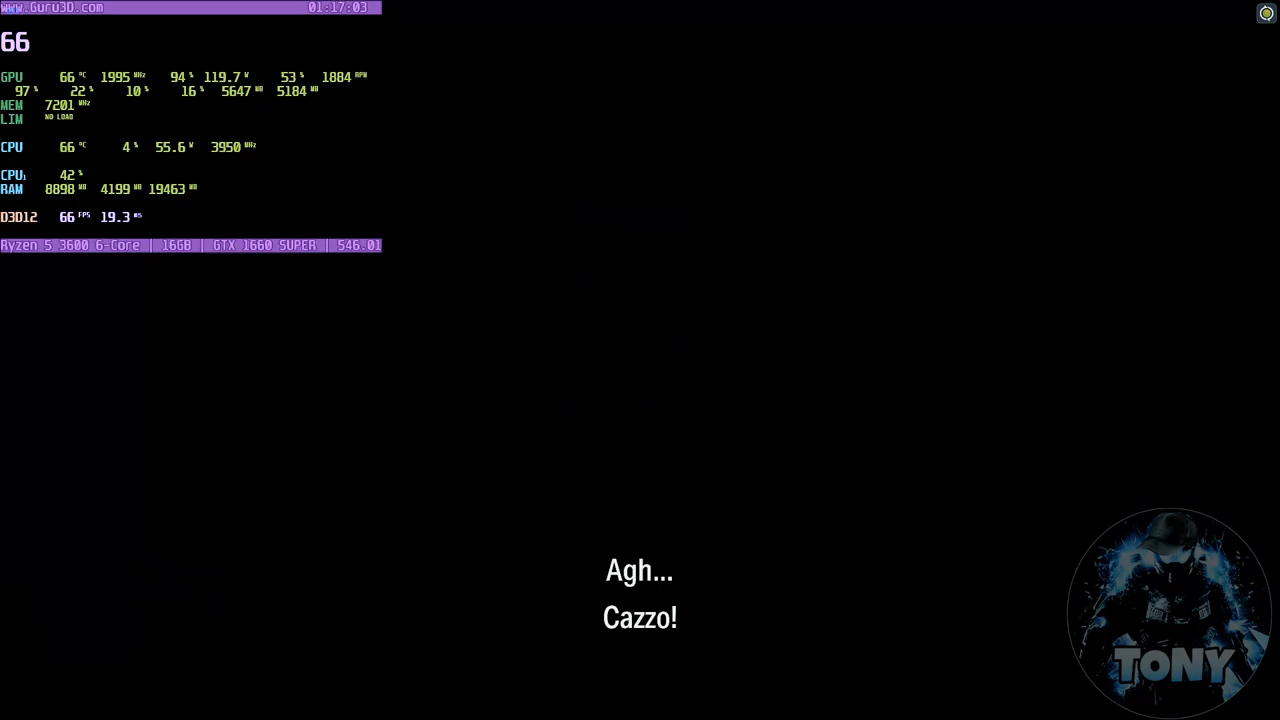 www.Guru3D.com 01:17:03
66
GPU 66 °C 1995 MHz 94 % 119.7 W 53 % 1884 RPM
97 % 22 % 10 % 16 % 5647 MB 5184 MB
MEM 7201 MHz
LIM NO LOAD
CPU 66 °C 4 % 55.6 W 3950 MHz
CPU1 42 %
RAM 8898 MB 4199 MB 19463 MB
D3D12 66 FPS 19.3 ms
Ryzen 5 3600 6-Core | 16GB | GTX 1660 SUPER | 546.01
Agh...
Cazzo!
TONY